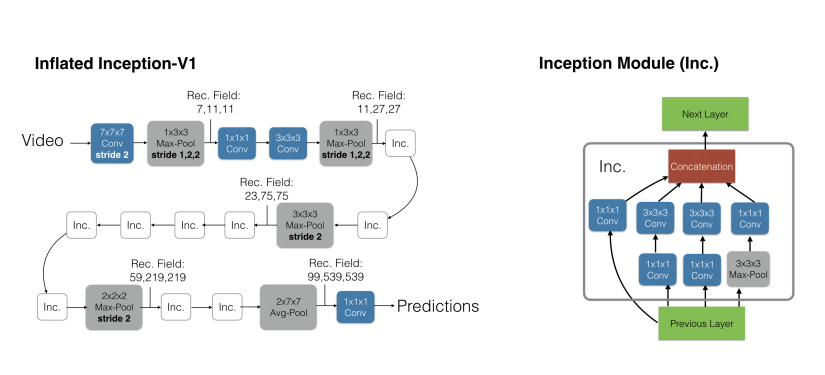 Inflated Inception-V1
Rec. Field:
7,11,11
Rec. Field:
11,27,27
Video
7x7x7
Conv
stride 2
1x3x3
Max-Pool
stride 1,2,2
1x1x1
Conv
3x3x3
Conv
1x3x3
Max-Pool
stride 1,2,2
Inc.
Rec. Field:
23,75,75
Inc.
Inc.
Inc.
Inc.
3x3x3
Max-Pool
stride 2
Inc.
Rec. Field:
59,219,219
Rec. Field:
99,539,539
Inc.
2x2x2
Max-Pool
stride 2
Inc.
Inc.
2x7x7
Avg-Pool
1x1x1
Conv
Predictions
Inception Module (Inc.)
Next Layer
Inc.
Concatenation
1x1x1
Conv
3x3x3
Conv
3x3x3
Conv
1x1x1
Conv
1x1x1
Conv
1x1x1
Conv
3x3x3
Max-Pool
Previous Layer